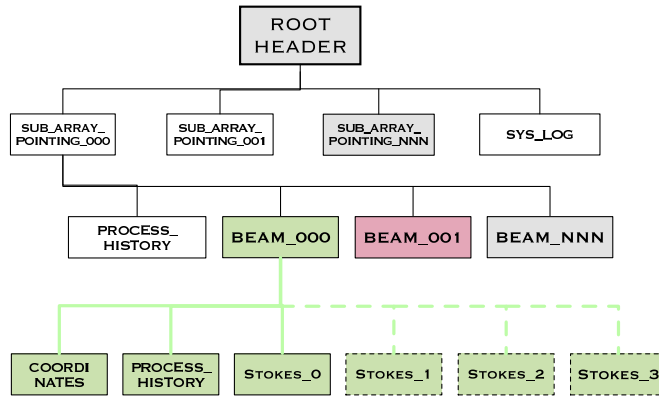 ROOT
HEADER
SUB_ARRAY_
POINTING_000
SUB_ARRAY_
POINTING_001
SUB_ARRAY_
POINTING_NNN
SYS_LOG
PROCESS_
HISTORY
BEAM_000
BEAM_001
BEAM_NNN
COORDI
NATES
PROCESS_
HISTORY
STOKES_0
STOKES_1
STOKES_2
STOKES_3